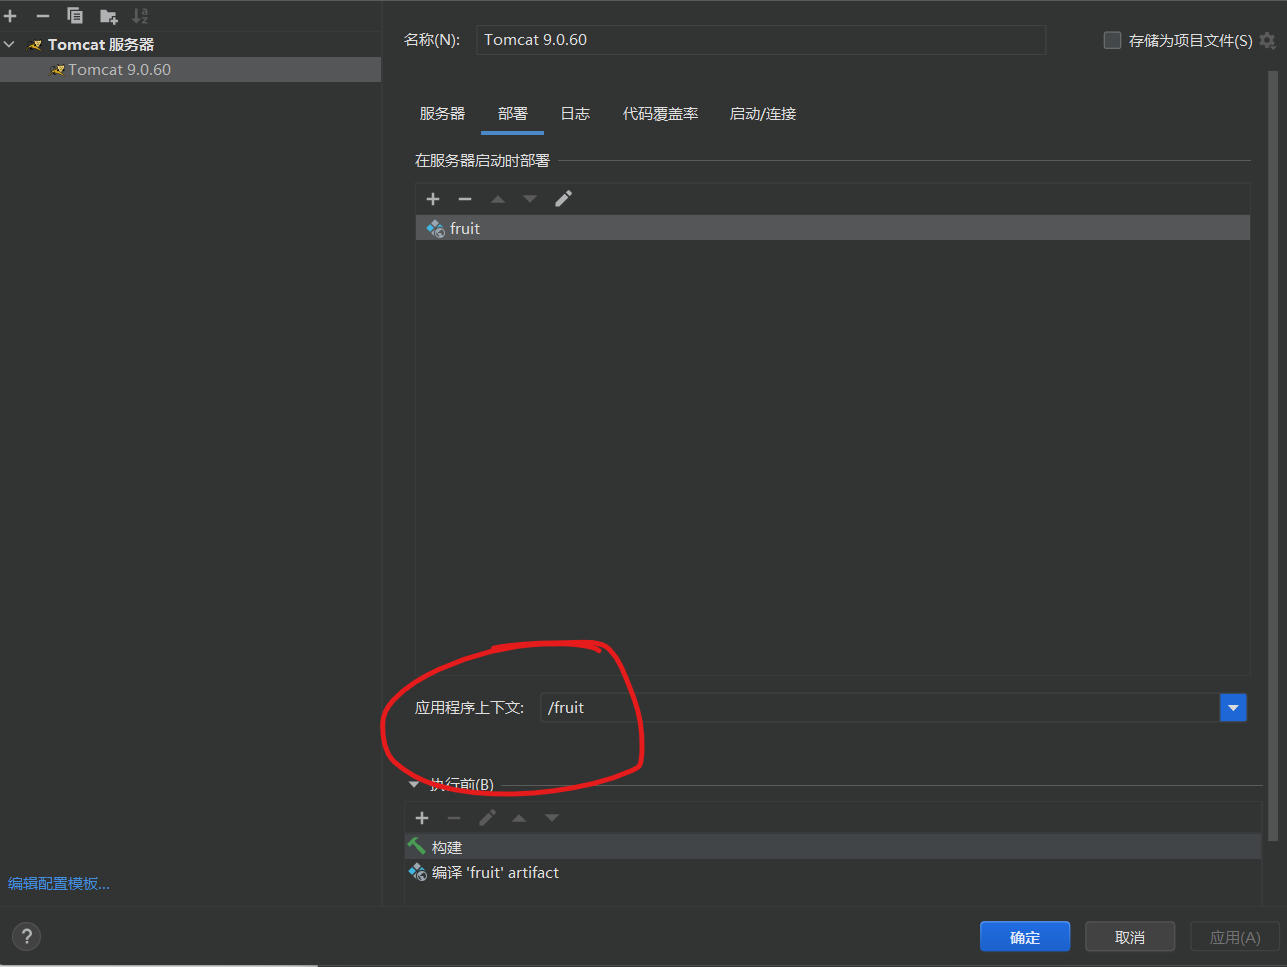 Tomcat 服务器
Tomcat 9.0.60
编辑配置模板...
名称(N): Tomcat 9.0.60
存储为项目文件(S)
服务器 部署 日志 代码覆盖率 启动/连接
在服务器启动时部署
fruit
应用程序上下文: /fruit
执行前(B)
构建
编译 'fruit' artifact
?
确定 取消 应用(A)